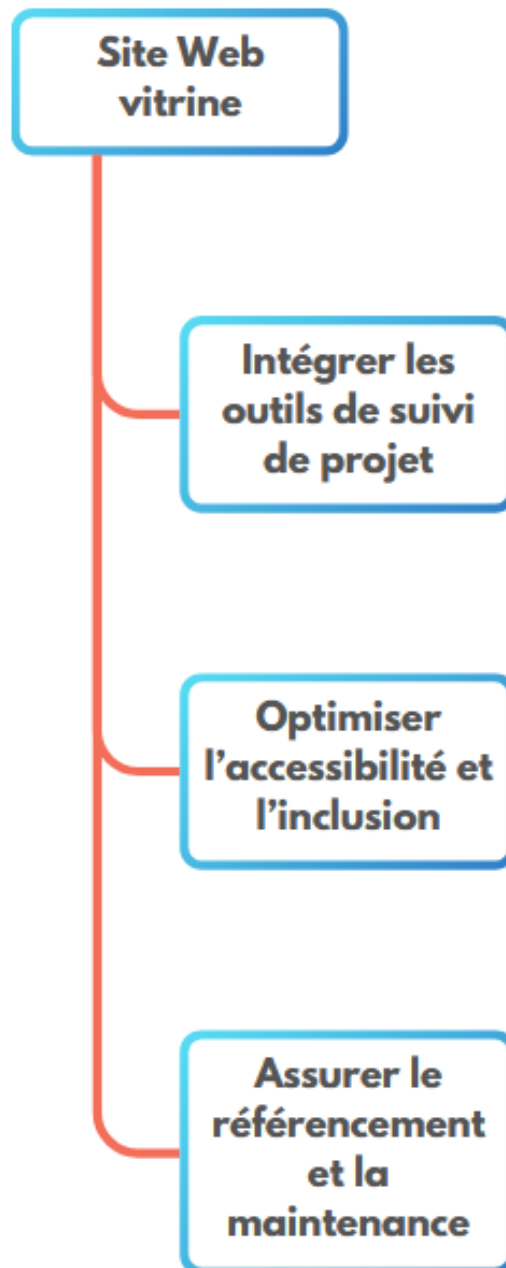 Site Web
vitrine
Intégrer les
outils de suivi
de projet
Optimiser
l’accessibilité et
l’inclusion
Assurer le
référencement
et la
maintenance